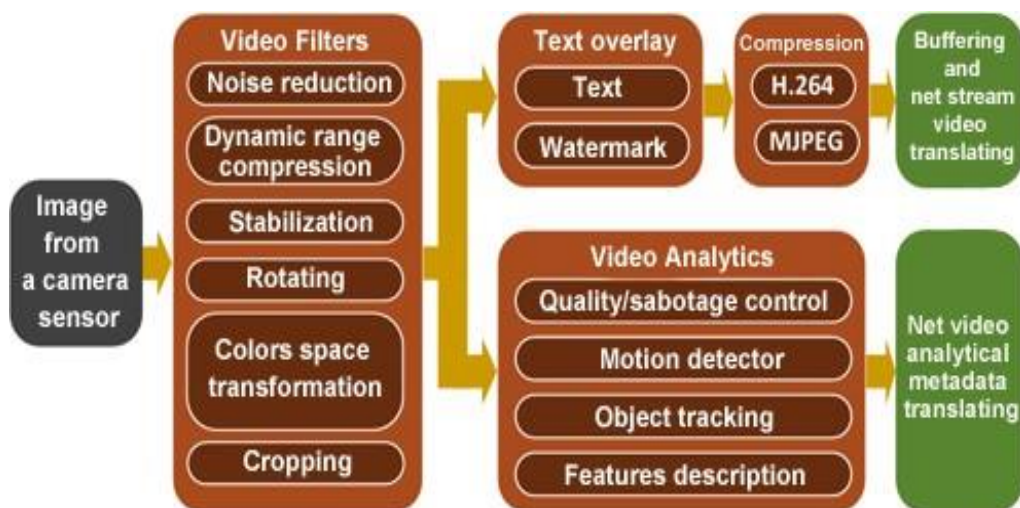 Image
from
a camera
sensor
Video Filters
Noise reduction
Dynamic range
compression
Stabilization
Rotating
Colors space
transformation
Cropping
Text overlay
Text
Watermark
Compression
H.264
MJPEG
Buffering
and
net stream
video
translating
Video Analytics
Quality/sabotage control
Motion detector
Object tracking
Features description
Net video
analytical
metadata
translating